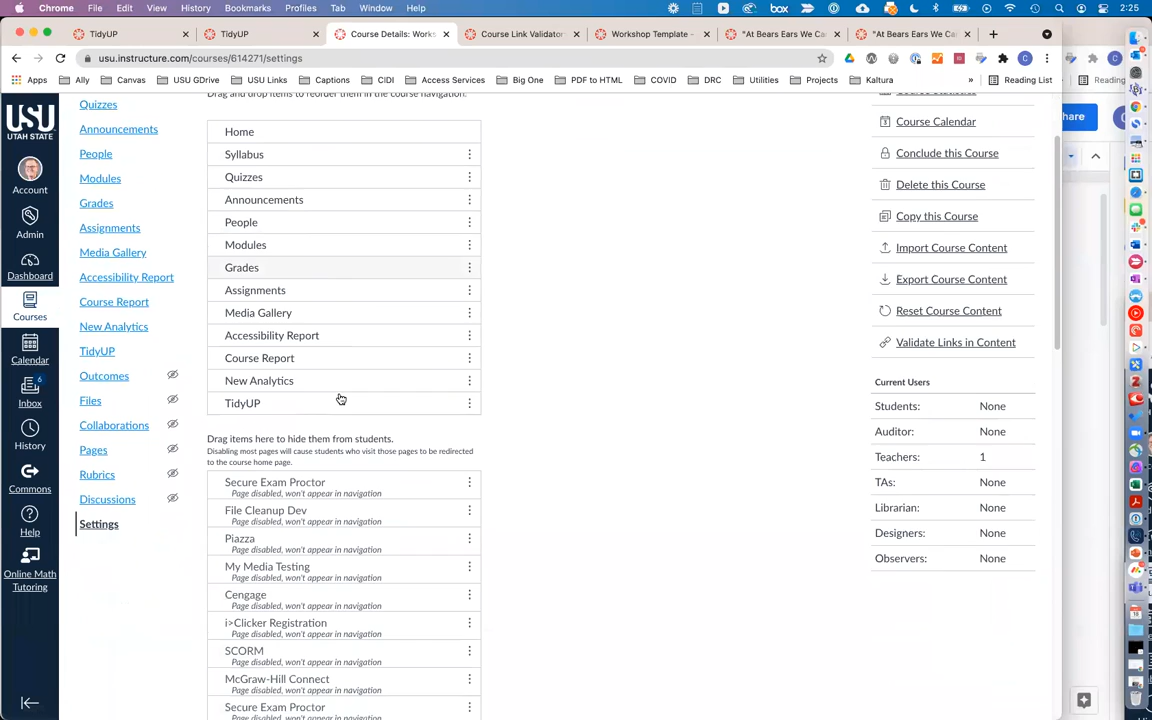 Chrome File Edit View History Bookmarks Profiles Tab Window Help
box
2:25
TidyUP
TidyUP
Course Details: Works
Course Link Validator
Workshop Template -
"At Bears Ears We Ca
"At Bears Ears We Ca
usu.instructure.com/courses/614271/settings
Apps Ally Canvas USU GDrive USU Links Captions CIDI Access Services Big One PDF to HTML COVID DRC Utilities Projects Kaltura » Reading List
Reading
USU
UTAH STATE
Account
Admin
Dashboard
Courses
Calendar
6
Inbox
History
Commons
Help
Online Math
Tutoring
Quizzes
Announcements
People
Modules
Grades
Assignments
Media Gallery
Accessibility Report
Course Report
New Analytics
TidyUP
Outcomes
Files
Collaborations
Pages
Rubrics
Discussions
Settings
Drag and drop items to reorder them in the course navigation.
Home
Syllabus
Quizzes
Announcements
People
Modules
Grades
Assignments
Media Gallery
Accessibility Report
Course Report
New Analytics
TidyUP
Drag items here to hide them from students.
Disabling most pages will cause students who visit those pages to be redirected
to the course home page.
Secure Exam Proctor
Page disabled, won't appear in navigation
File Cleanup Dev
Page disabled, won't appear in navigation
Piazza
Page disabled, won't appear in navigation
My Media Testing
Page disabled, won't appear in navigation
Cengage
Page disabled, won't appear in navigation
i>Clicker Registration
Page disabled, won't appear in navigation
SCORM
Page disabled, won't appear in navigation
McGraw-Hill Connect
Page disabled, won't appear in navigation
Secure Exam Proctor
Page disabled, won't appear in navigation
Course Statistics
Course Calendar
Conclude this Course
Delete this Course
Copy this Course
Import Course Content
Export Course Content
Reset Course Content
Validate Links in Content
Current Users
Students: None
Auditor: None
Teachers: 1
TAs: None
Librarian: None
Designers: None
Observers: None
hare